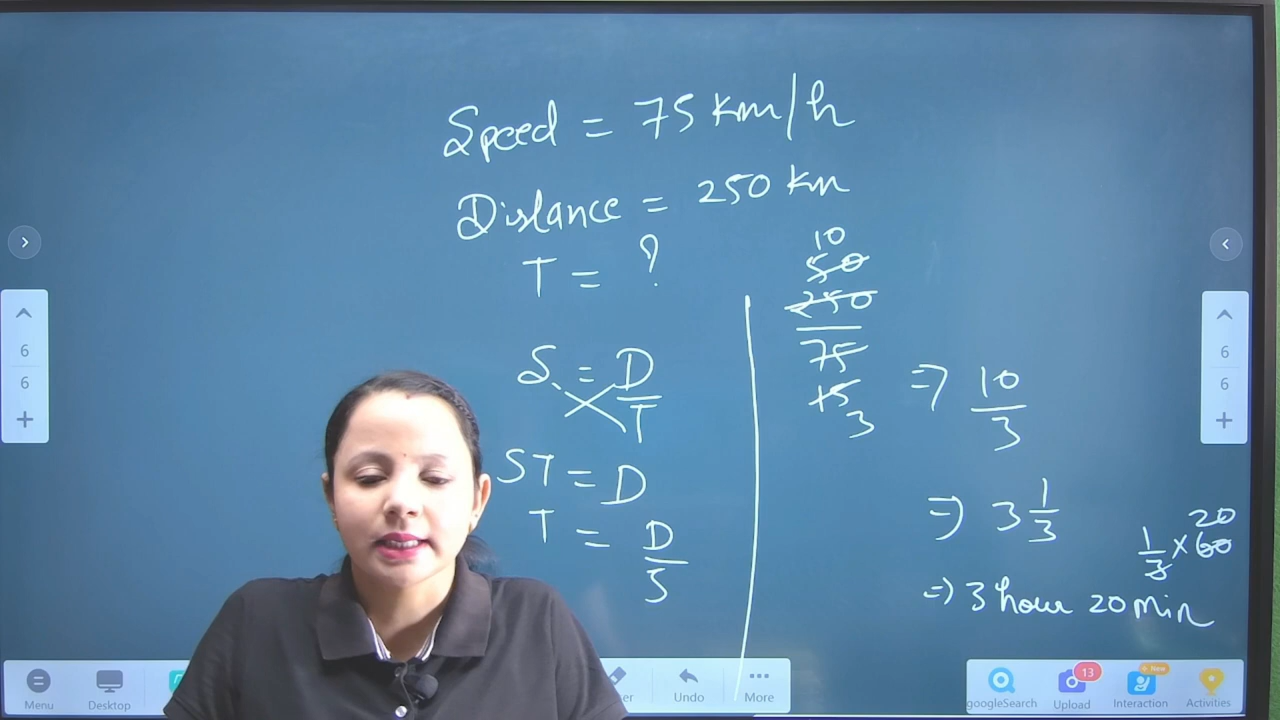 Speed = 75 km/h
Distance = 250 km
T = ?
S = D/T
ST = D
T = D/S
10
50
250
75
15
3
=> 10/3
=> 3 1/3
1/3 × 60
20
=> 3 hour 20 min
6
6
6
6
Menu
Desktop
Undo
More
googleSearch
13
Upload
New
Interaction
Activities